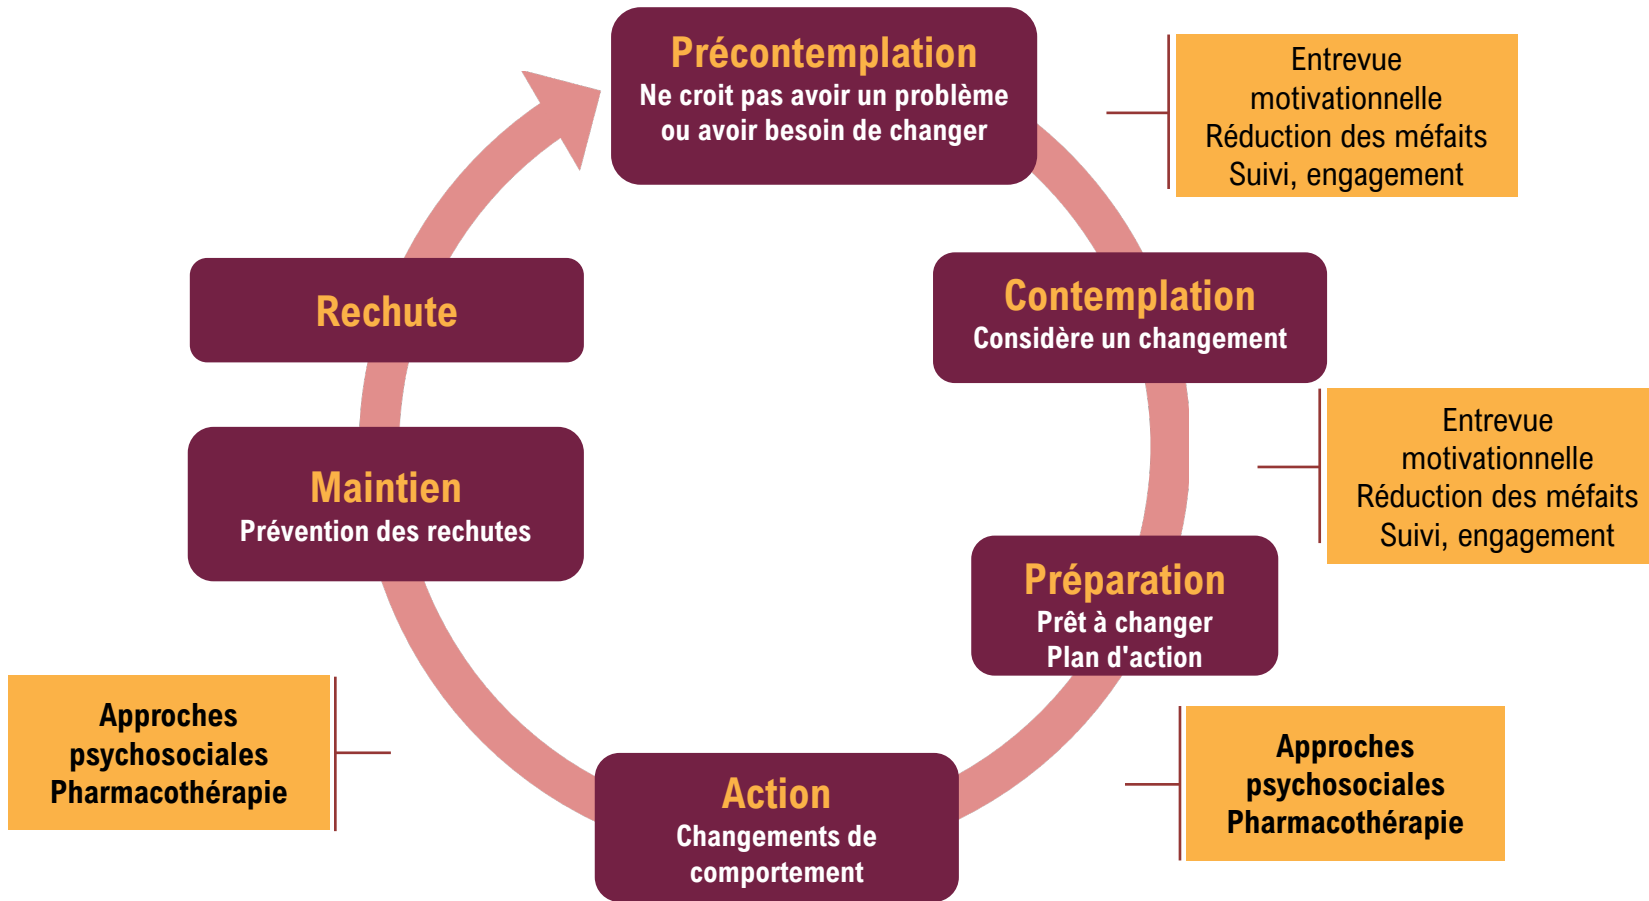 Précontemplation
Ne croit pas avoir un problème
ou avoir besoin de changer
Entrevue
motivationnelle
Réduction des méfaits
Suivi, engagement
Contemplation
Considère un changement
Entrevue
motivationnelle
Réduction des méfaits
Suivi, engagement
Préparation
Prêt à changer
Plan d'action
Approches
psychosociales
Pharmacothérapie
Action
Changements de
comportement
Approches
psychosociales
Pharmacothérapie
Maintien
Prévention des rechutes
Rechute